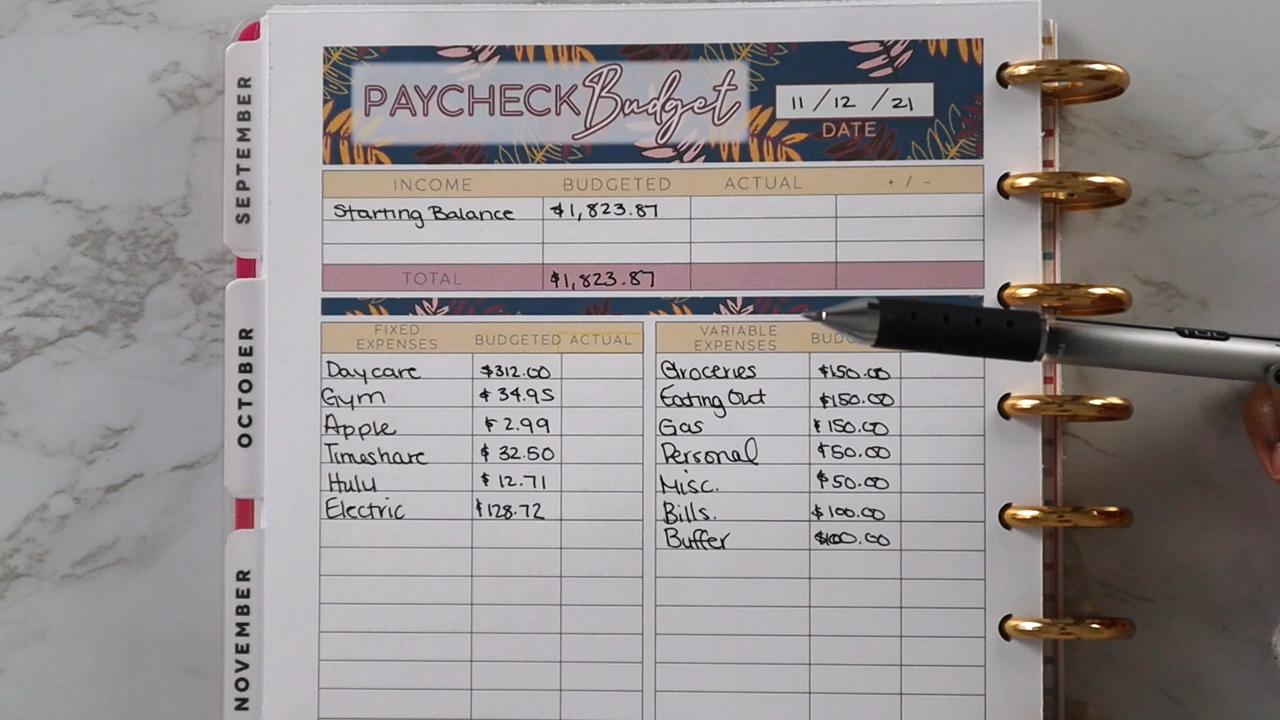 SEPTEMBER
OCTOBER
NOVEMBER
PAYCHECK Budget
11/12/21
DATE
INCOME BUDGETED ACTUAL + / -
Starting Balance $1,823.87
TOTAL $1,823.87
FIXED EXPENSES BUDGETED ACTUAL
Daycare $312.00
Gym $34.95
Apple $2.99
Timeshare $32.50
Hulu $12.71
Electric $128.72
VARIABLE EXPENSES
Groceries $150.00
Eating Out $150.00
Gas $150.00
Personal $50.00
Misc. $50.00
Bills. $100.00
Buffer $100.00
TUL